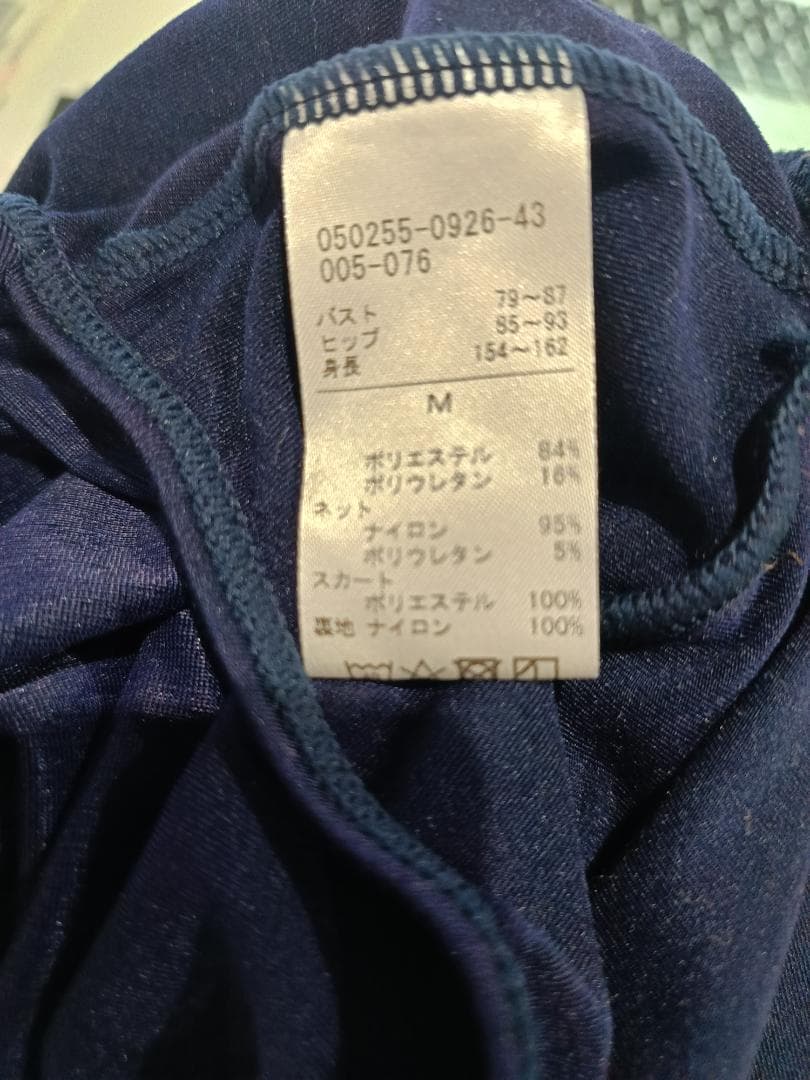 050255-0926-43
005-076
バスト 79～87
ヒップ 85～93
身長 154～162
M
ポリエステル 84%
ポリウレタン 16%
ネット
ナイロン 95%
ポリウレタン 5%
スカート
ポリエステル 100%
裏地 ナイロン 100%